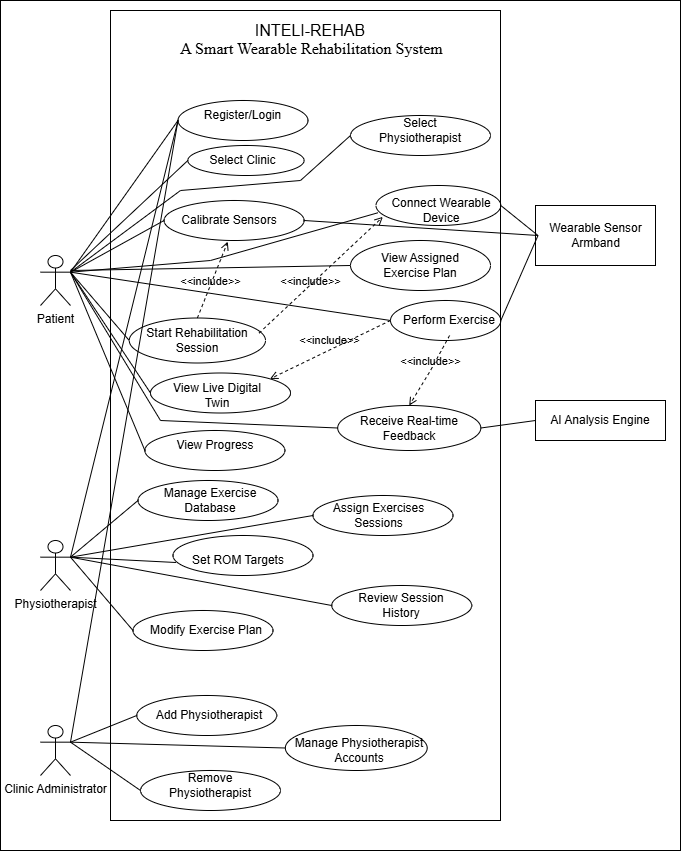 INTELI-REHAB
A Smart Wearable Rehabilitation System
Register/Login
Select
Physiotherapist
Select Clinic
Connect Wearable
Device
Calibrate Sensors
Wearable Sensor
Armband
View Assigned
Exercise Plan
<<include>>
<<include>>
Patient
Start Rehabilitation
Session
Perform Exercise
<<include>>
<<include>>
View Live Digital
Twin
Receive Real-time
Feedback
AI Analysis Engine
View Progress
Manage Exercise
Database
Assign Exercises
Sessions
Set ROM Targets
Physiotherapist
Review Session
History
Modify Exercise Plan
Add Physiotherapist
Manage Physiotherapist
Accounts
Clinic Administrator
Remove
Physiotherapist